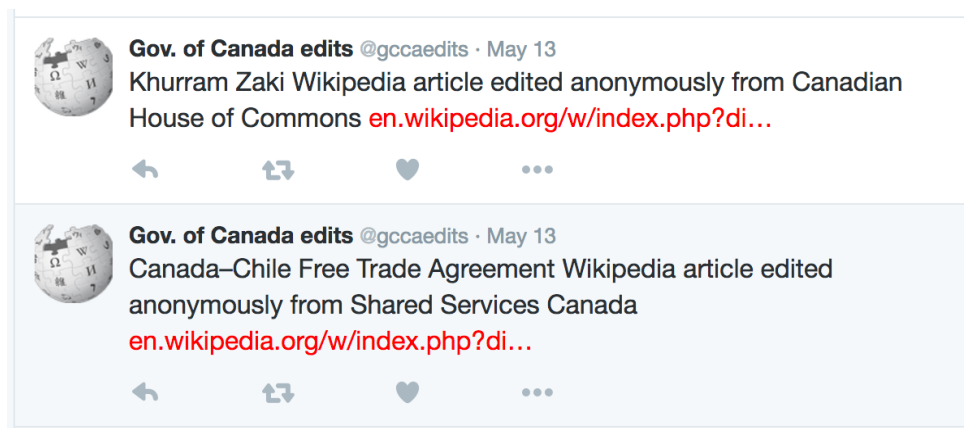 Gov. of Canada edits @gccaedits · May 13
Khurram Zaki Wikipedia article edited anonymously from Canadian
House of Commons en.wikipedia.org/w/index.php?di…
Gov. of Canada edits @gccaedits · May 13
Canada–Chile Free Trade Agreement Wikipedia article edited
anonymously from Shared Services Canada
en.wikipedia.org/w/index.php?di…